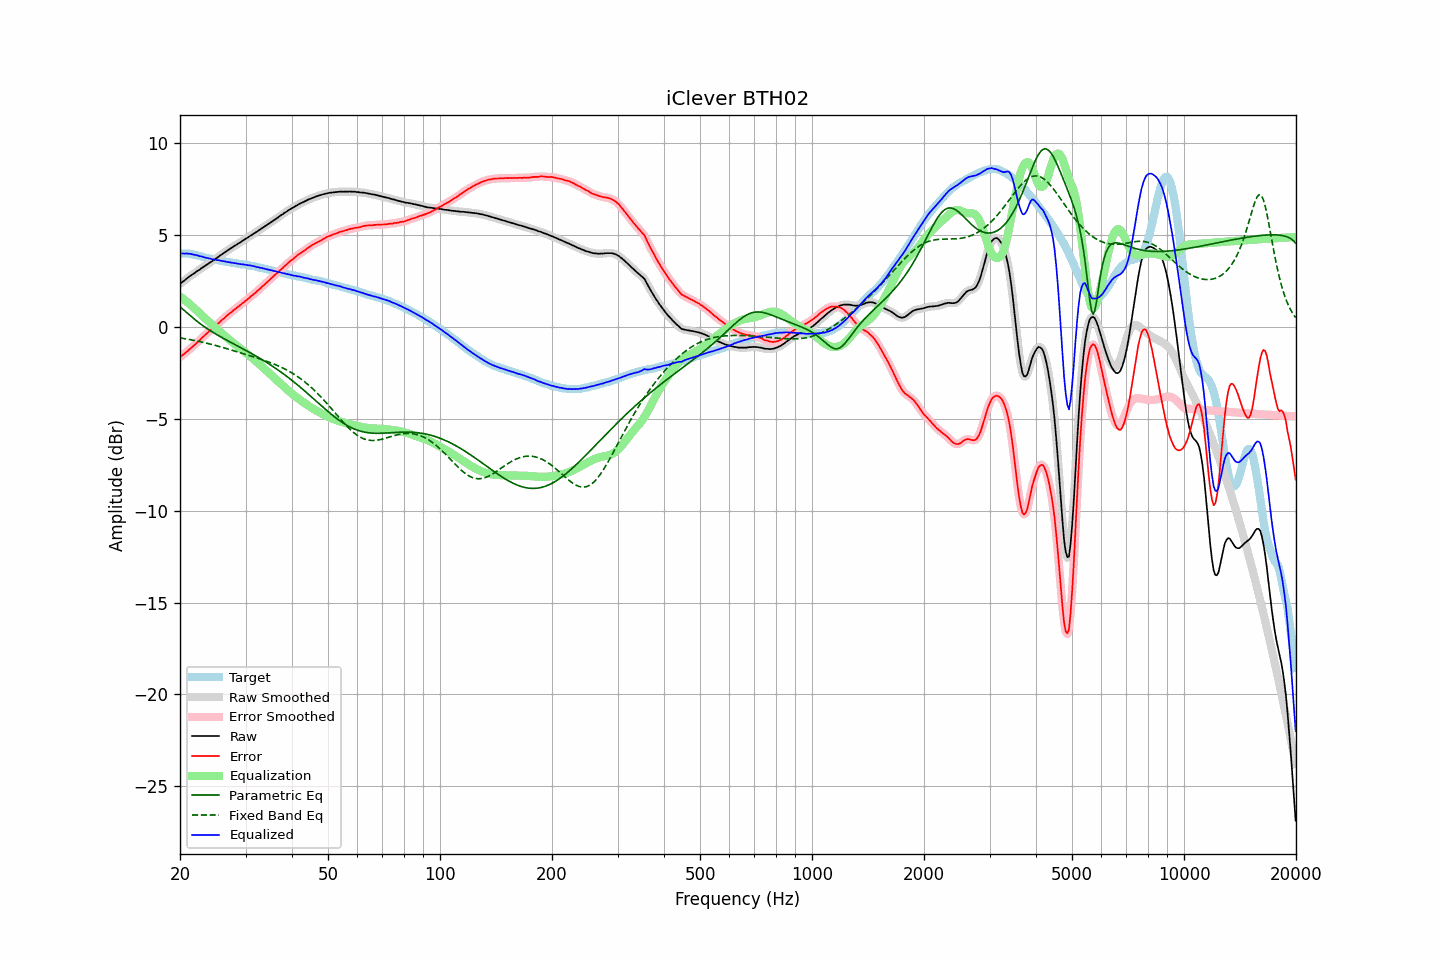 iClever BTH02
Amplitude (dBr)
10
5
0
−5
−10
−15
−20
−25
Target
Raw Smoothed
Error Smoothed
Raw
Error
Equalization
Parametric Eq
Fixed Band Eq
Equalized
20 50 100 200 500 1000 2000 5000 10000 20000
Frequency (Hz)